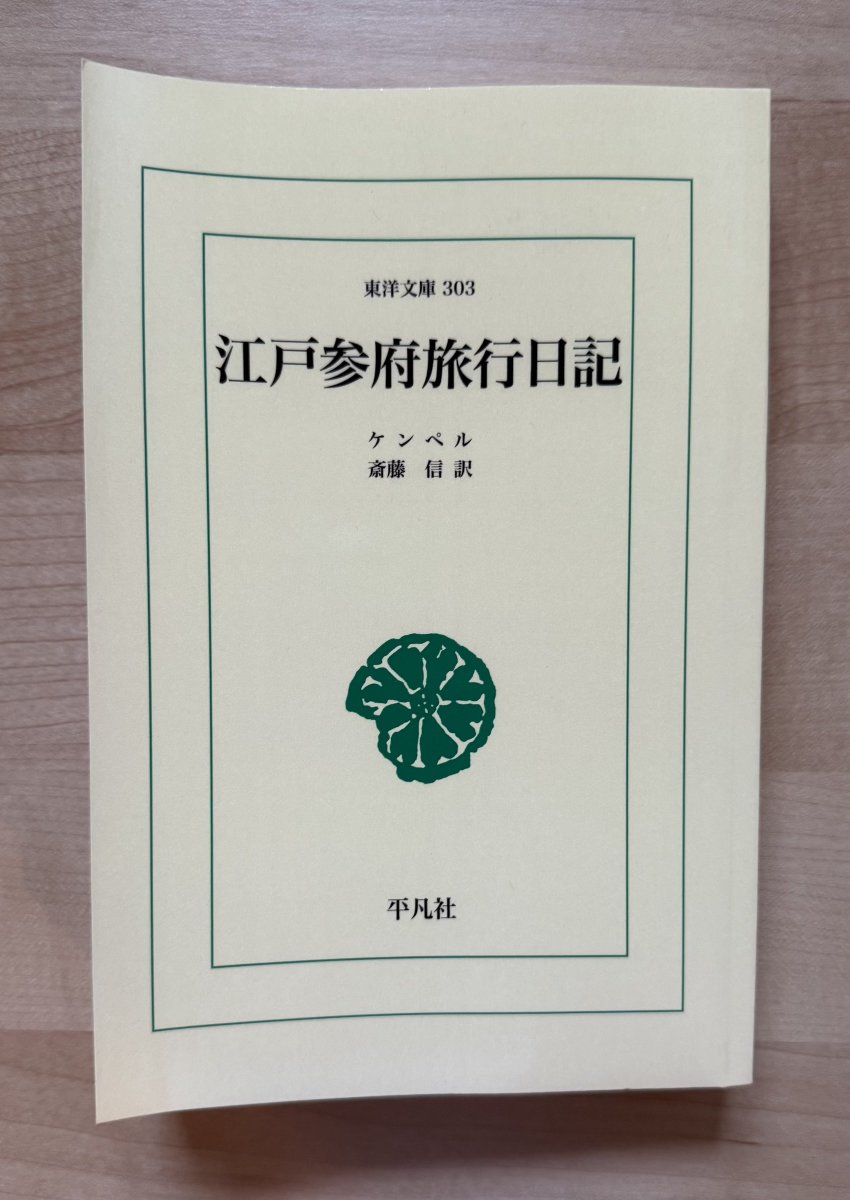 東洋文庫 303
江戸参府旅行日記
ケンペル
斎藤 信 訳
平凡社